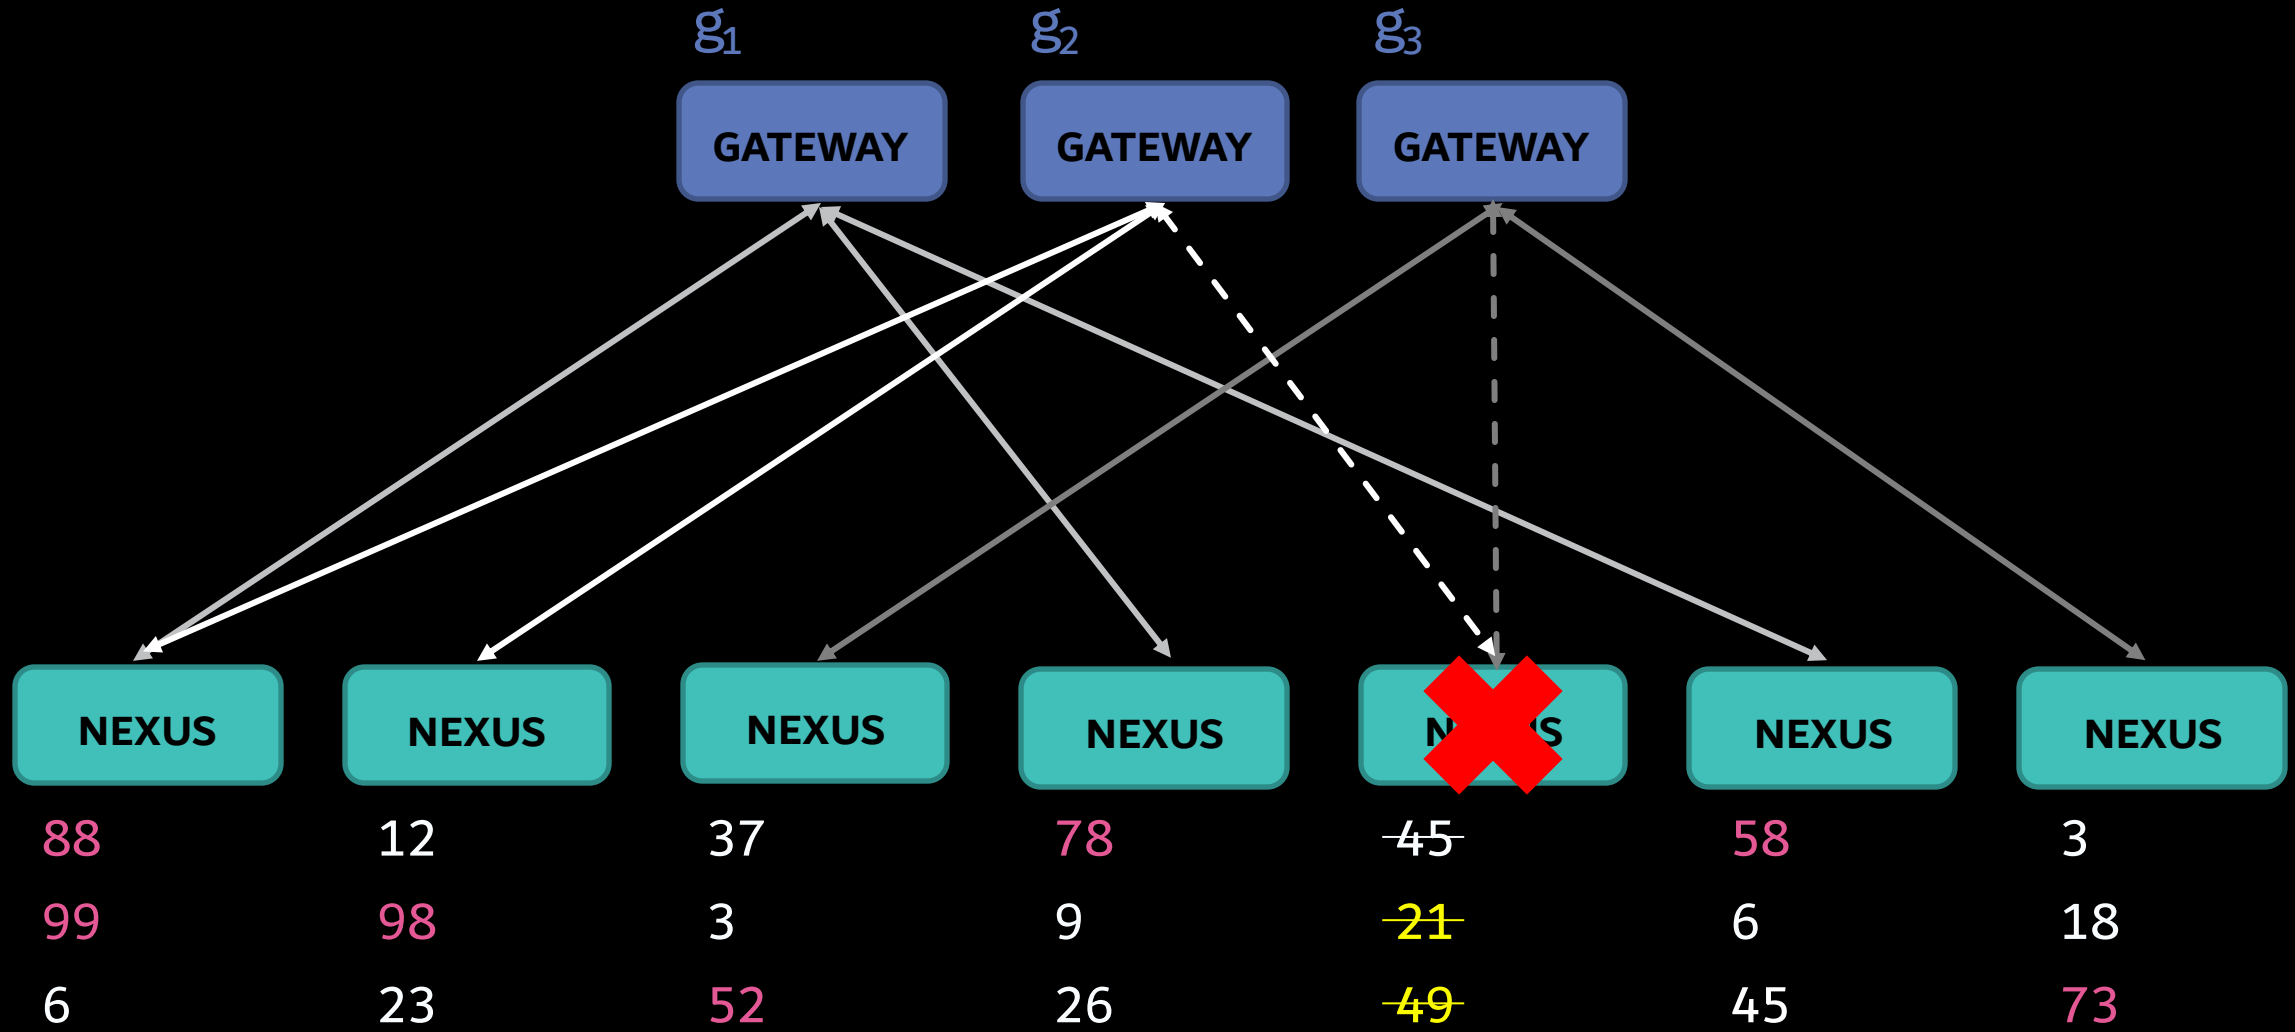 g1 g2 g3
GATEWAY GATEWAY GATEWAY
NEXUS NEXUS NEXUS NEXUS NEXUS NEXUS
88 12 37 78 45 58 3
99 98 3 9 21 6 18
6 23 52 26 49 45 73